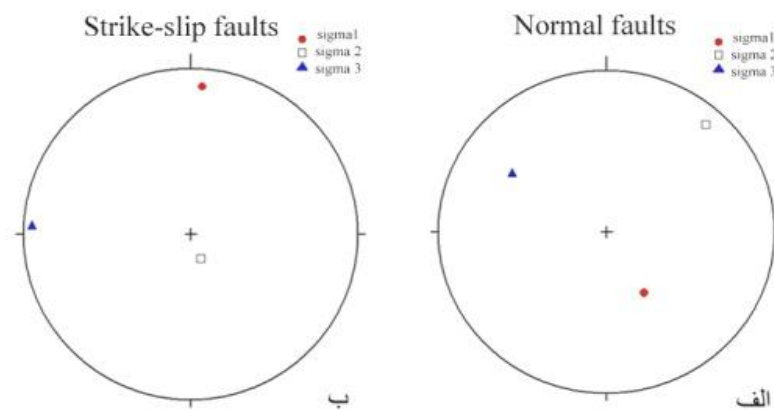 Strike-slip faults
sigma1
sigma 2
sigma 3
ب
Normal faults
sigma1
sigma 2
sigma 3
الف